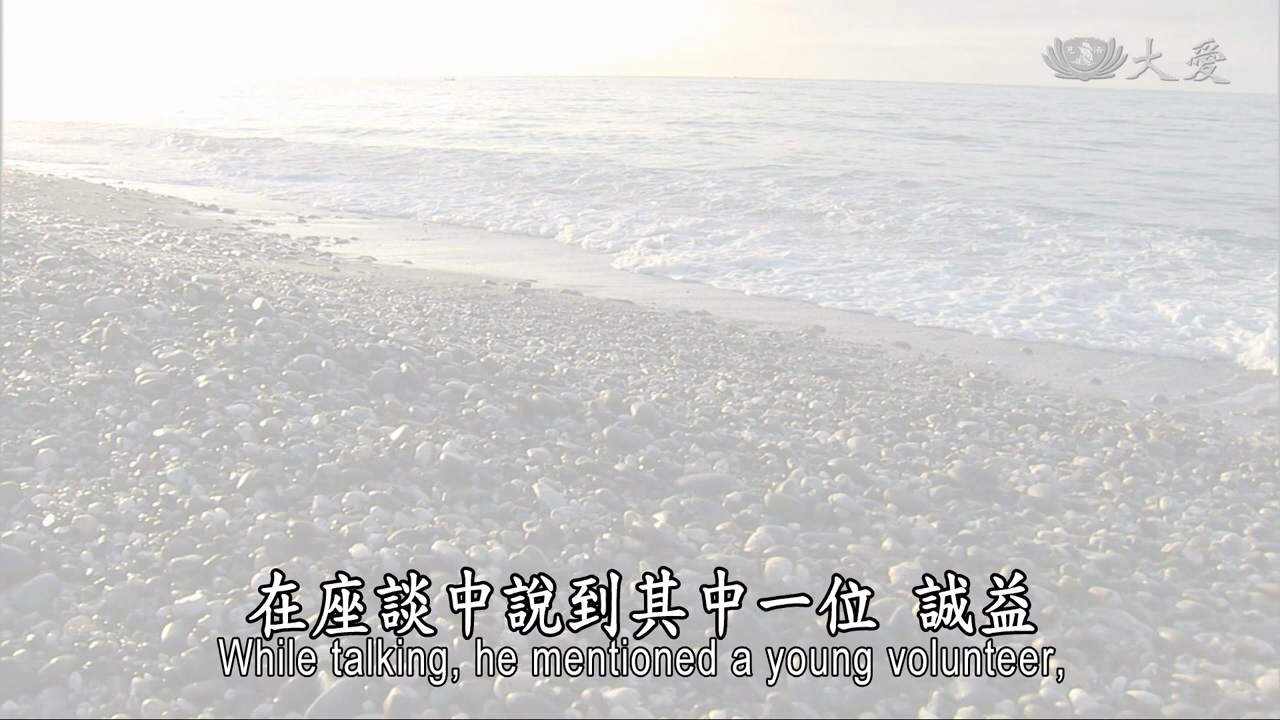 大愛
在座談中說到其中一位 誠益
While talking, he mentioned a young volunteer,